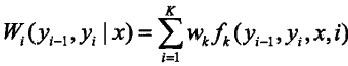 W_i(y_{i-1}, y_i | x) = \sum_{i=1}^{K} w_k f_k(y_{i-1}, y_i, x, i)